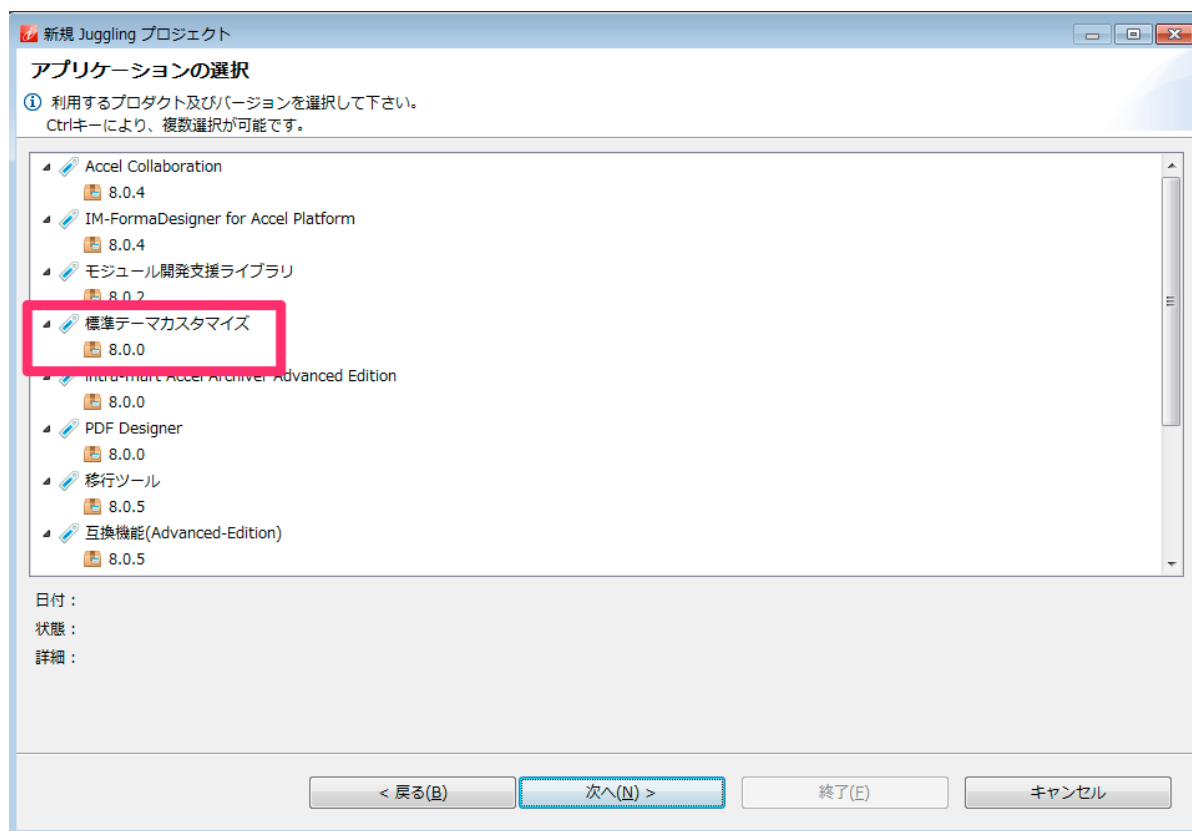 新規 Juggling プロジェクト
アプリケーションの選択
利用するプロダクト及びバージョンを選択して下さい。
Ctrlキーにより、複数選択が可能です。
Accel Collaboration
8.0.4
IM-FormaDesigner for Accel Platform
8.0.4
モジュール開発支援ライブラリ
8.0.2
標準テーマカスタマイズ
8.0.0
intra-mart Accel Archiver Advanced Edition
8.0.0
PDF Designer
8.0.0
移行ツール
8.0.5
互換機能(Advanced-Edition)
8.0.5
日付：
状態：
詳細：
< 戻る(B) 次へ(N) > 終了(F) キャンセル